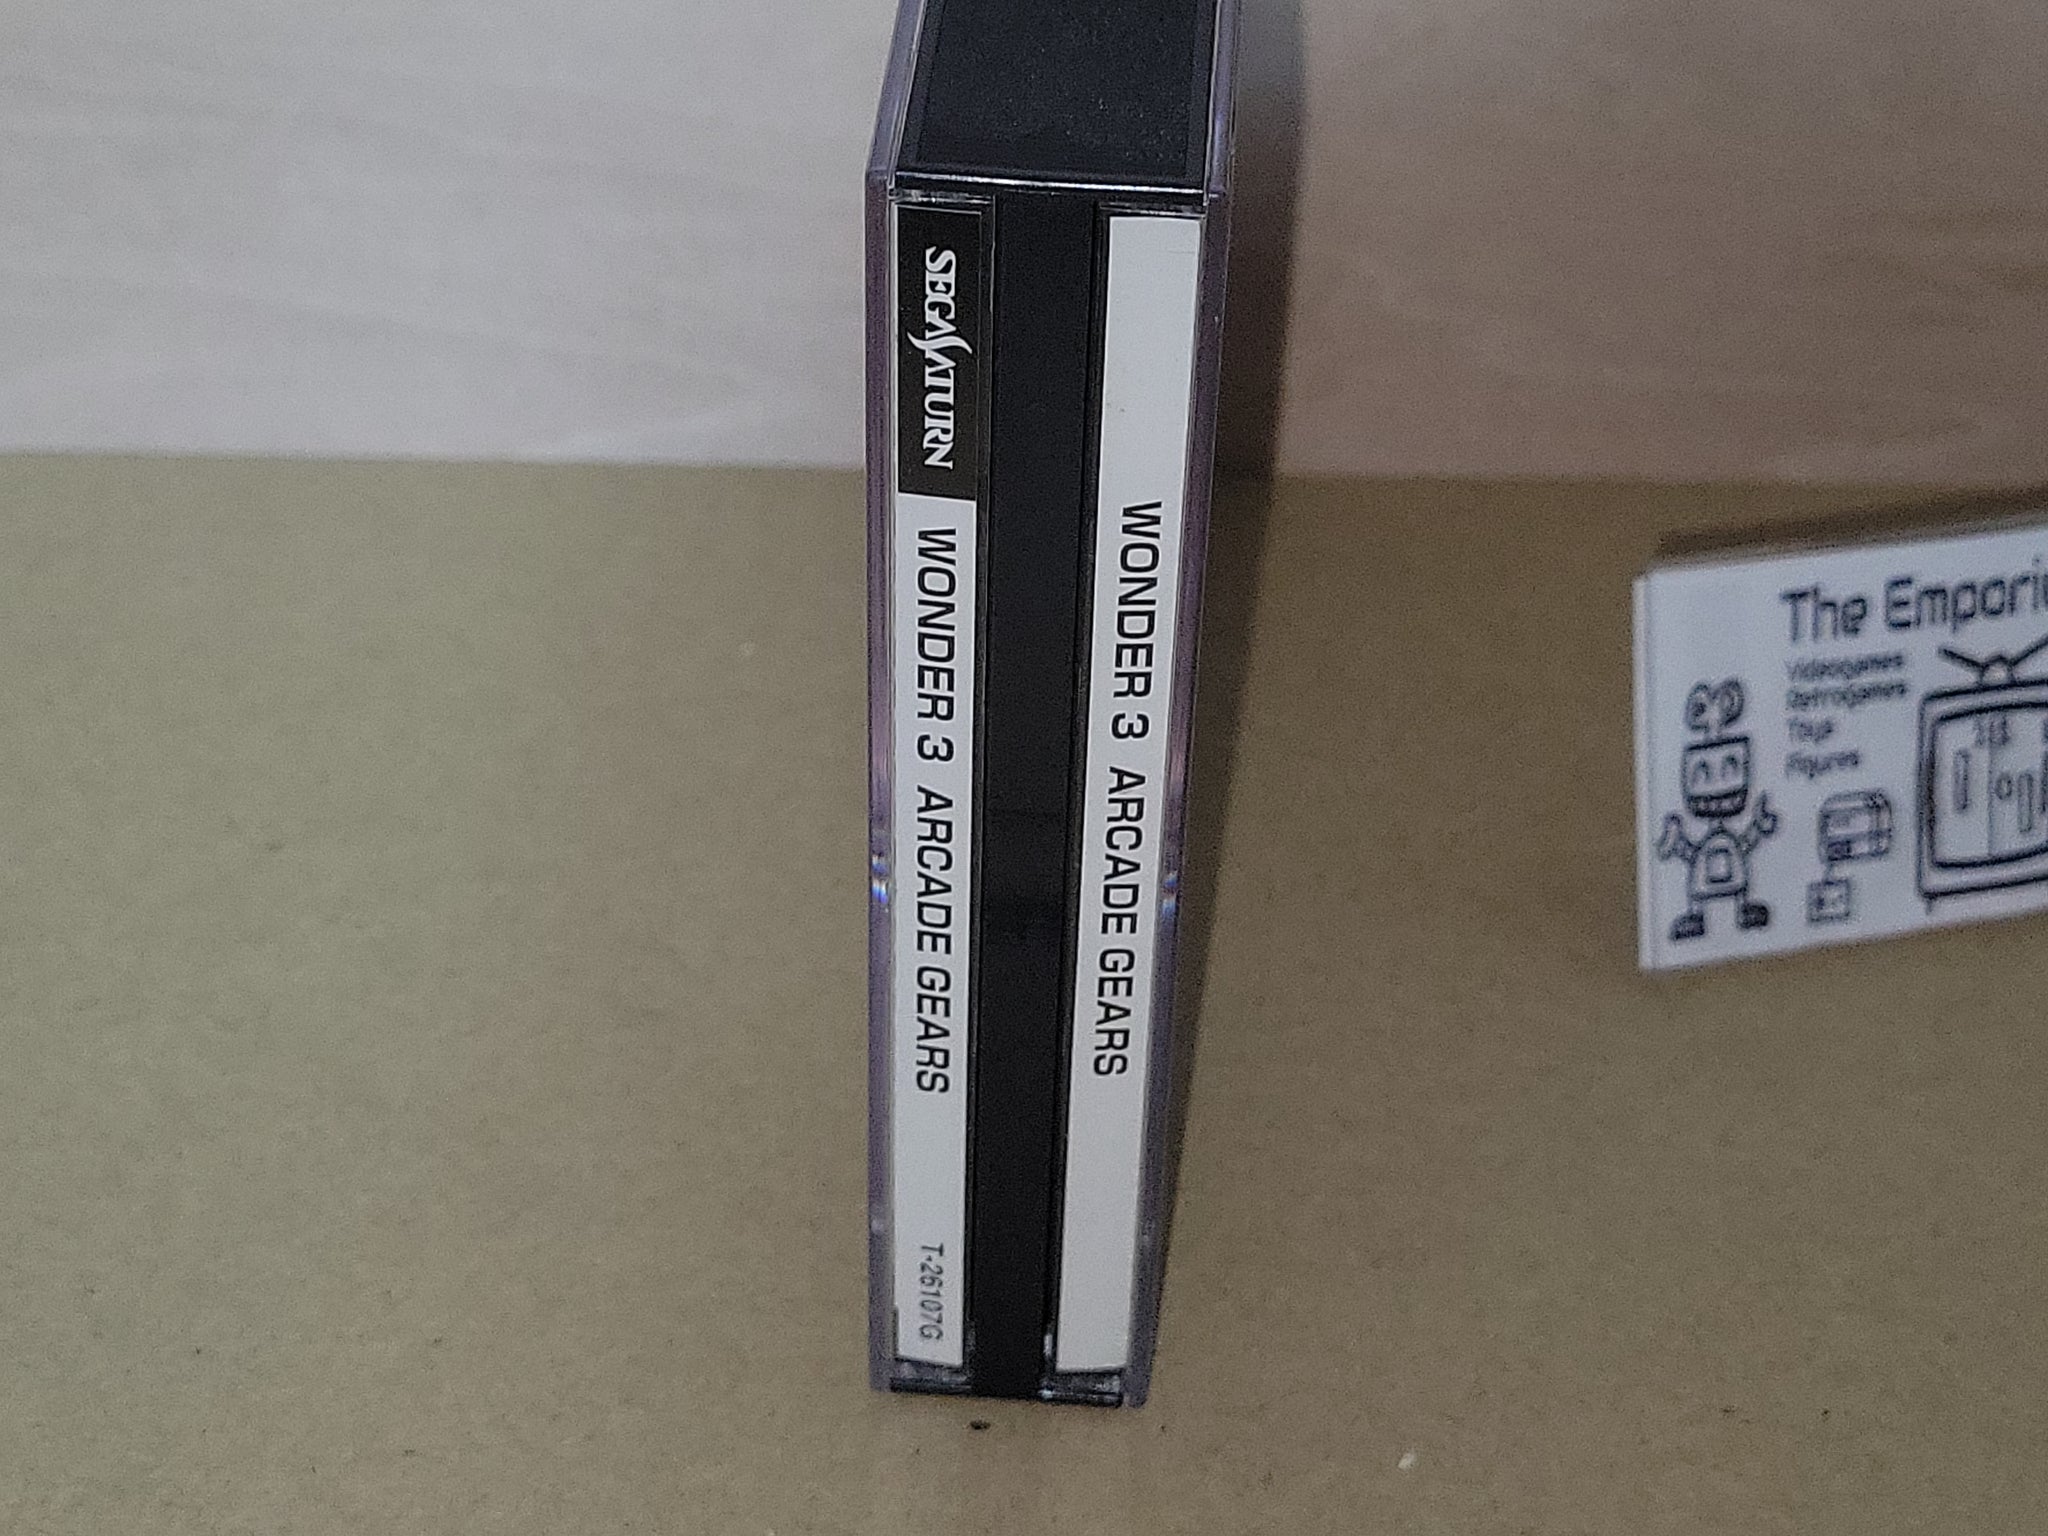 SEGA SATURN
WONDER 3 ARCADE GEARS
T-26107G
WONDER 3 ARCADE GEARS
The Empori
Videogames
Retrogames
Toys
Figures